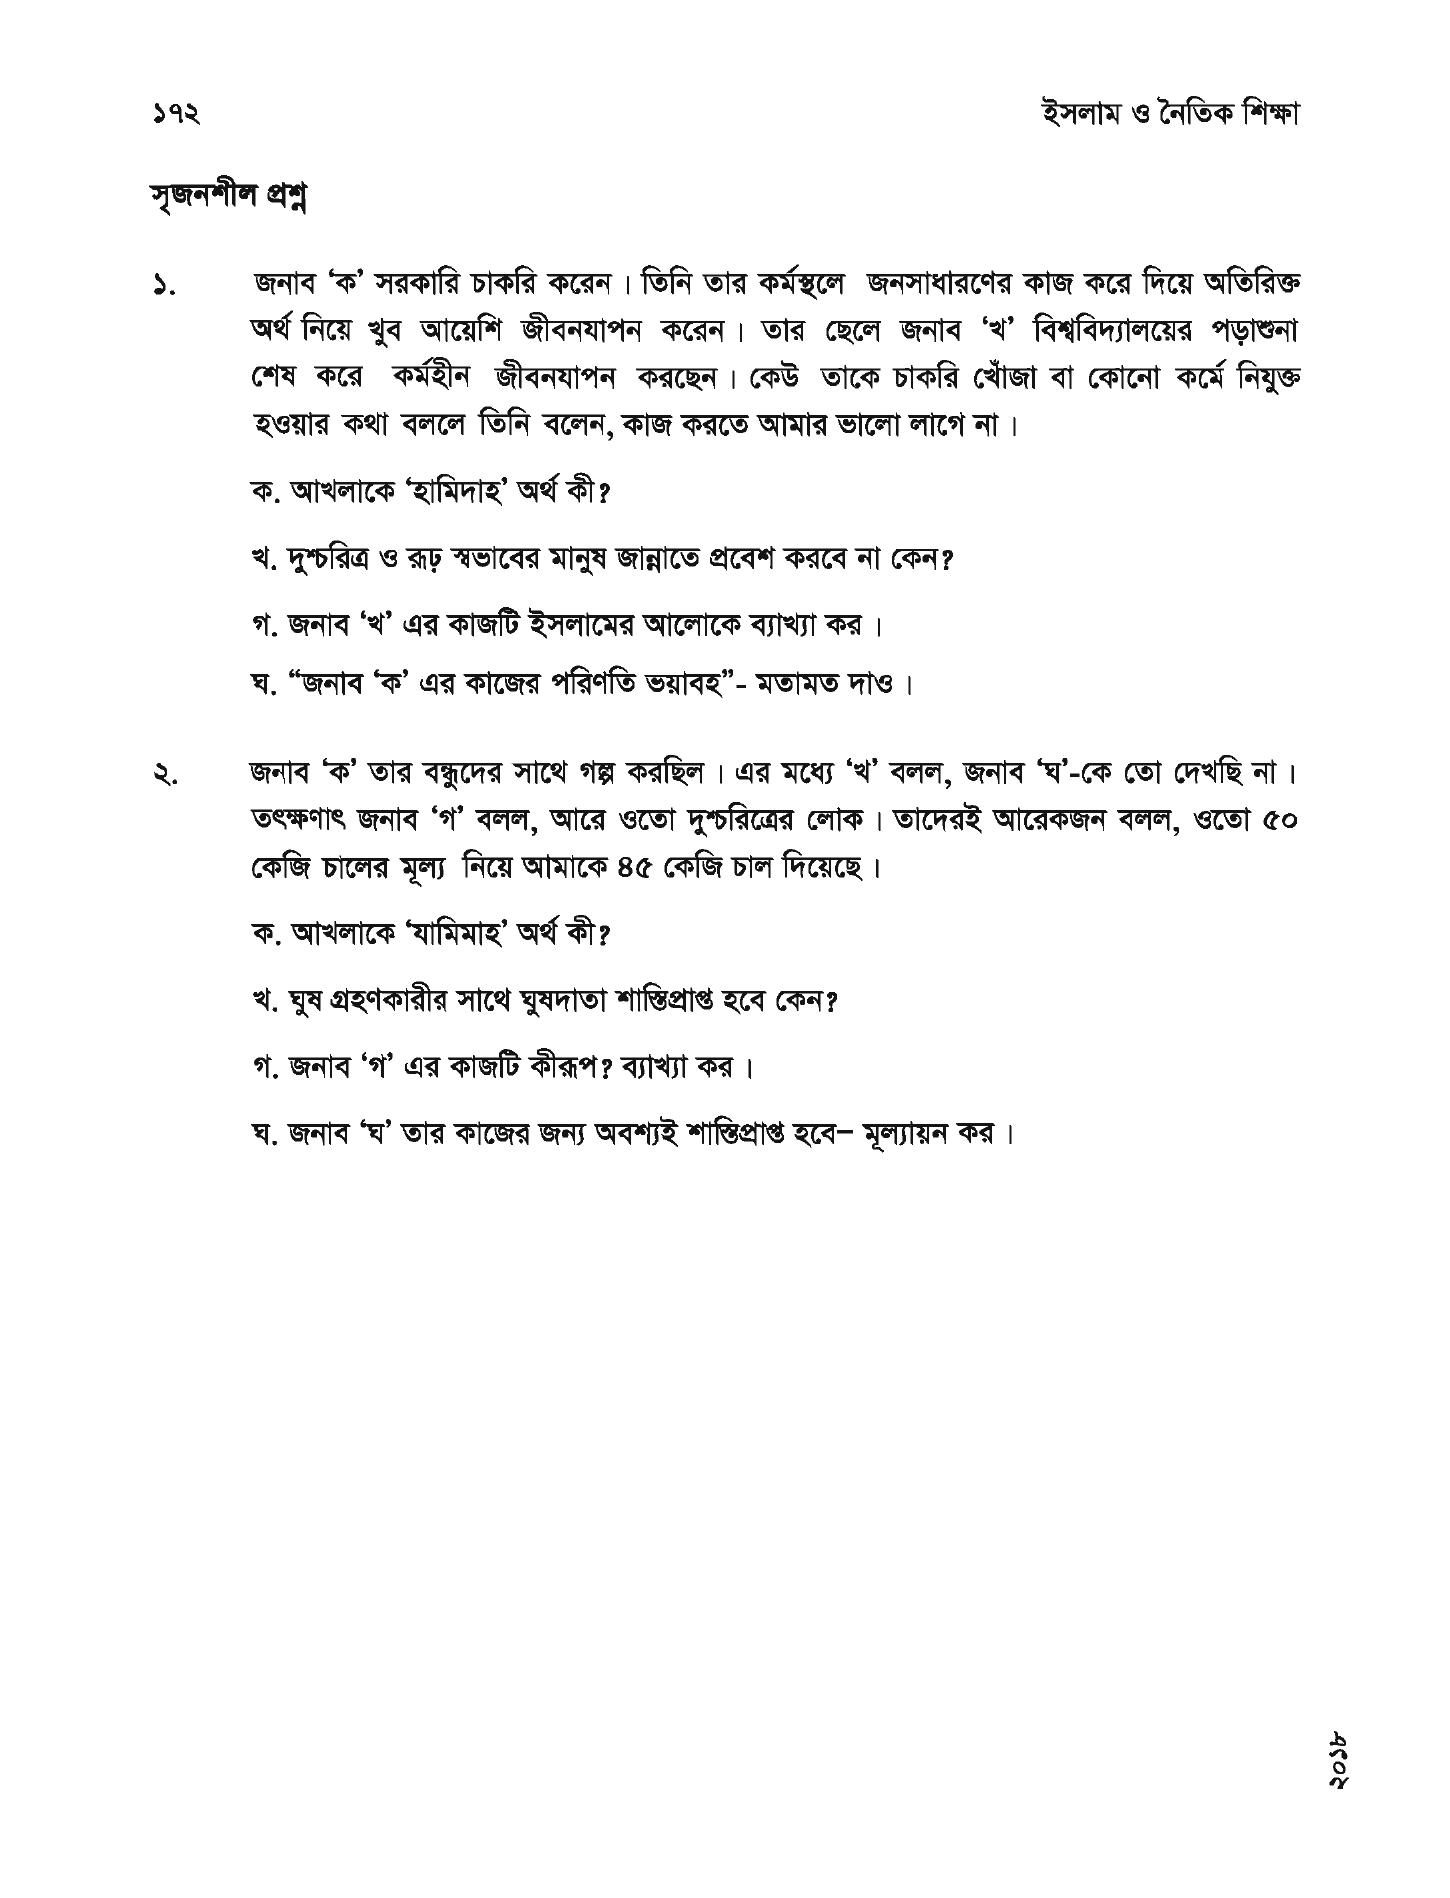 ১৭২
ইসলাম ও নৈতিক শিক্ষা
সৃজনশীল প্রশ্ন
১. জনাব ‘ক’ সরকারি চাকরি করেন। তিনি তার কর্মস্থলে জনসাধারণের কাজ করে দিয়ে অতিরিক্ত
অর্থ নিয়ে খুব আয়েশি জীবনযাপন করেন। তার ছেলে জনাব ‘খ’ বিশ্ববিদ্যালয়ের পড়াশুনা
শেষ করে কর্মহীন জীবনযাপন করছেন। কেউ তাকে চাকরি খোঁজা বা কোনো কর্মে নিযুক্ত
হওয়ার কথা বললে তিনি বলেন, কাজ করতে আমার ভালো লাগে না।
ক. আখলাকে ‘হামিদাহ’ অর্থ কী?
খ. দুশ্চরিত্র ও রূঢ় স্বভাবের মানুষ জান্নাতে প্রবেশ করবে না কেন?
গ. জনাব ‘খ’ এর কাজটি ইসলামের আলোকে ব্যাখ্যা কর।
ঘ. “জনাব ‘ক’ এর কাজের পরিণতি ভয়াবহ”- মতামত দাও।
২. জনাব ‘ক’ তার বন্ধুদের সাথে গল্প করছিল। এর মধ্যে ‘খ’ বলল, জনাব ‘ঘ’-কে তো দেখছি না।
তৎক্ষণাৎ জনাব ‘গ’ বলল, আরে ওতো দুশ্চরিত্রের লোক। তাদেরই আরেকজন বলল, ওতো ৫০
কেজি চালের মূল্য নিয়ে আমাকে ৪৫ কেজি চাল দিয়েছে।
ক. আখলাকে ‘যামিমাহ’ অর্থ কী?
খ. ঘুষ গ্রহণকারীর সাথে ঘুষদাতা শাস্তিপ্রাপ্ত হবে কেন?
গ. জনাব ‘গ’ এর কাজটি কীরূপ? ব্যাখ্যা কর।
ঘ. জনাব ‘ঘ’ তার কাজের জন্য অবশ্যই শাস্তিপ্রাপ্ত হবে– মূল্যায়ন কর।
২০১৮